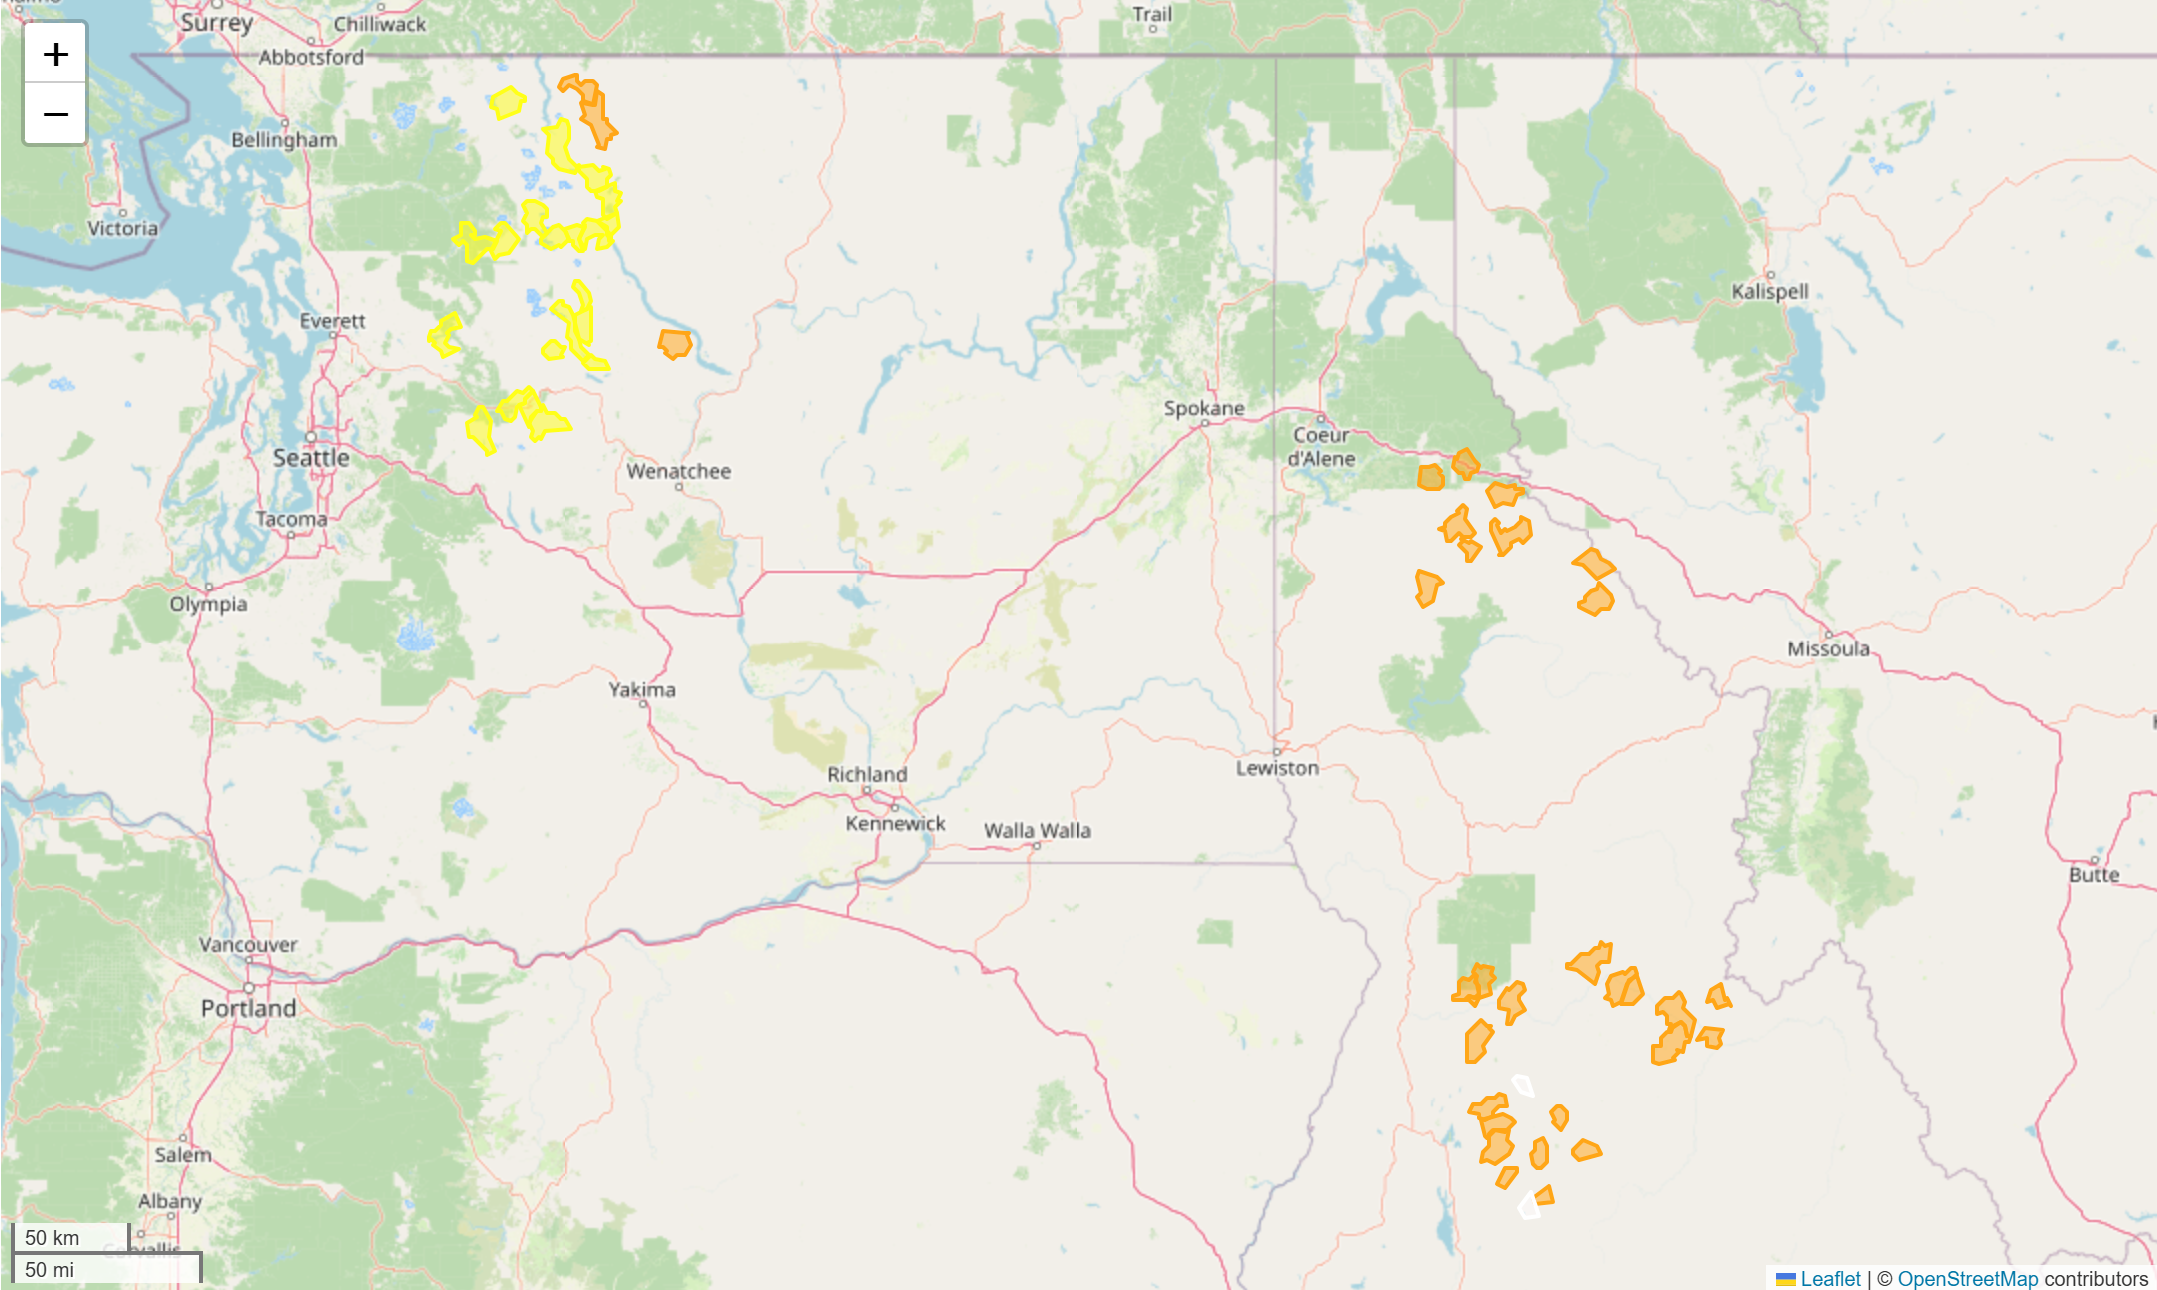 Surrey
Chilliwack
Trail
+
Abbotsford
−
Bellingham
Victoria
Kalispell
Everett
Spokane
Coeur
d'Alene
Seattle
Wenatchee
Tacoma
Olympia
Missoula
Yakima
Lewiston
Richland
Kennewick
Walla Walla
Butte
Vancouver
Portland
Salem
Albany
Corvallis
50 km
50 mi
Leaflet | © OpenStreetMap contributors